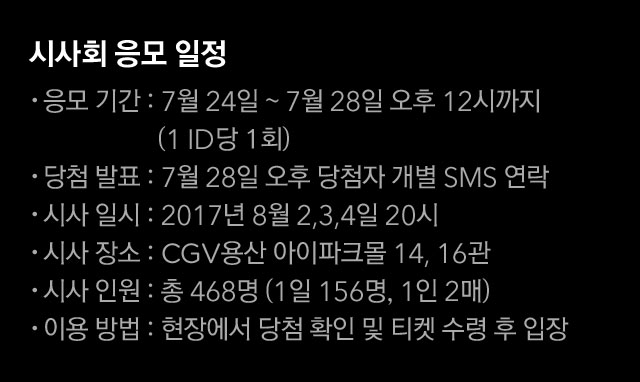 시사회 응모 일정
· 응모 기간 : 7월 24일 ~ 7월 28일 오후 12시까지
(1 ID당 1회)
· 당첨 발표 : 7월 28일 오후 당첨자 개별 SMS 연락
· 시사 일시 : 2017년 8월 2,3,4일 20시
· 시사 장소 : CGV용산 아이파크몰 14, 16관
· 시사 인원 : 총 468명 (1일 156명, 1인 2매)
· 이용 방법 : 현장에서 당첨 확인 및 티켓 수령 후 입장